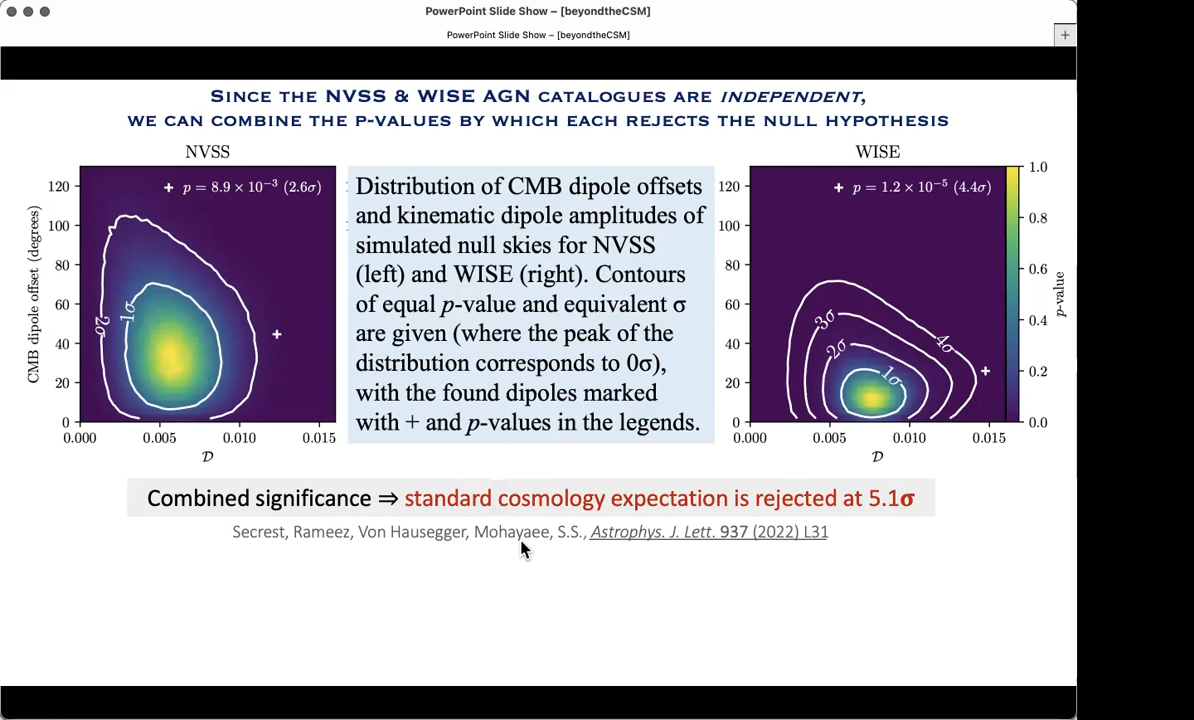 PowerPoint Slide Show – [beyondtheCSM]
PowerPoint Slide Show – [beyondtheCSM]
+
SINCE THE NVSS & WISE AGN CATALOGUES ARE INDEPENDENT,
WE CAN COMBINE THE P-VALUES BY WHICH EACH REJECTS THE NULL HYPOTHESIS
NVSS
p = 8.9 × 10⁻³ (2.6σ)
CMB dipole offset (degrees)
120
100
80
60
40
20
0
2σ
1σ
0.000 0.005 0.010 0.015
𝒟
Distribution of CMB dipole offsets
and kinematic dipole amplitudes of
simulated null skies for NVSS
(left) and WISE (right). Contours
of equal p-value and equivalent σ
are given (where the peak of the
distribution corresponds to 0σ),
with the found dipoles marked
with + and p-values in the legends.
WISE
p = 1.2 × 10⁻⁵ (4.4σ)
120
100
80
60
40
20
0
3σ
4σ
2σ
1σ
0.000 0.005 0.010 0.015
𝒟
1.0
0.8
0.6
0.4
0.2
0.0
p-value
Combined significance ⇒ standard cosmology expectation is rejected at 5.1σ
Secrest, Rameez, Von Hausegger, Mohayaee, S.S., Astrophys. J. Lett. 937 (2022) L31